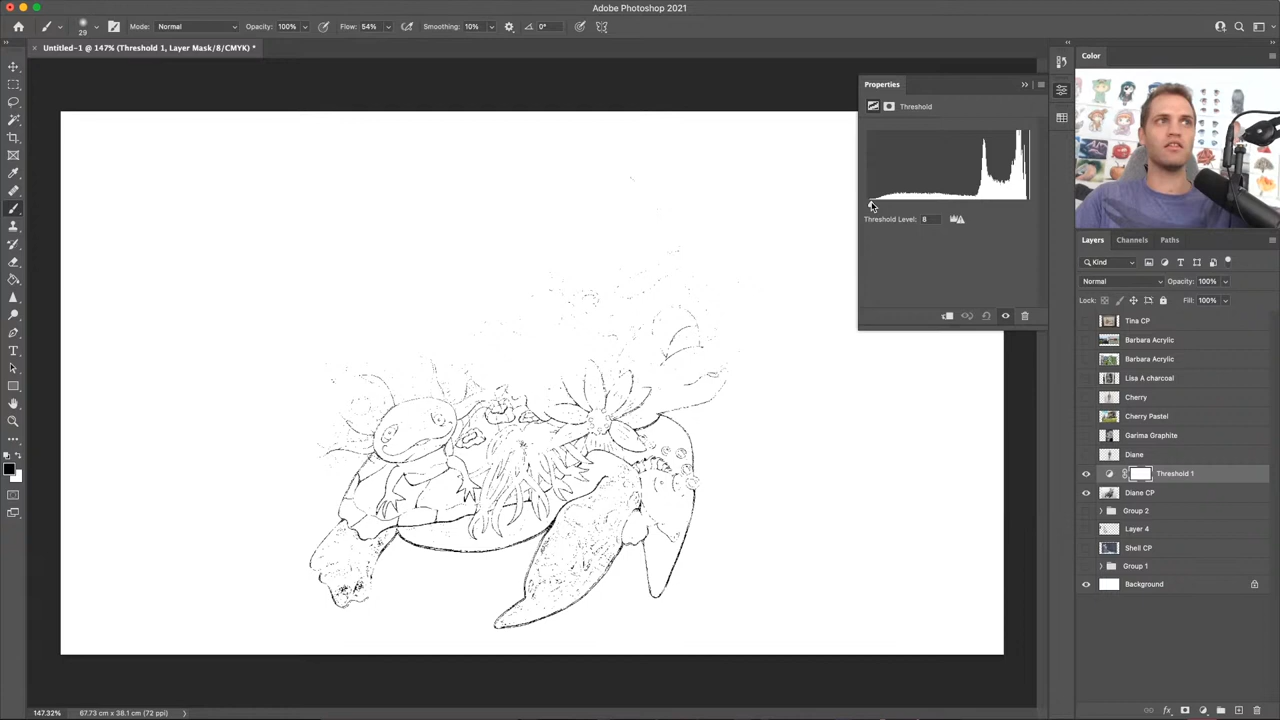 Adobe Photoshop 2021
29 Mode: Normal Opacity: 100% Flow: 54% Smoothing: 10% 0°
Untitled-1 @ 147% (Threshold 1, Layer Mask/8/CMYK) *
Properties
Threshold
Threshold Level: 8
Color
Layers Channels Paths
Kind
Normal Opacity: 100%
Lock: Fill: 100%
Tina CP
Barbara Acrylic
Barbara Acrylic
Lisa A charcoal
Cherry
Cherry Pastel
Garima Graphite
Diane
Threshold 1
Diane CP
Group 2
Layer 4
Shell CP
Group 1
Background
147.32% 67.73 cm x 38.1 cm (72 ppi)